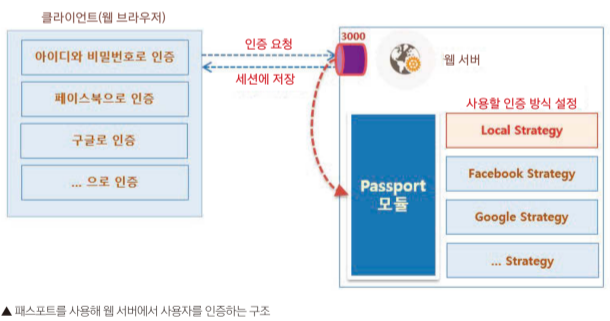 클라이언트(웹 브라우저)
아이디와 비밀번호로 인증
페이스북으로 인증
구글로 인증
... 으로 인증
인증 요청
세션에 저장
3000
웹 서버
사용할 인증 방식 설정
Passport
모듈
Local Strategy
Facebook Strategy
Google Strategy
... Strategy
▲ 패스포트를 사용해 웹 서버에서 사용자를 인증하는 구조